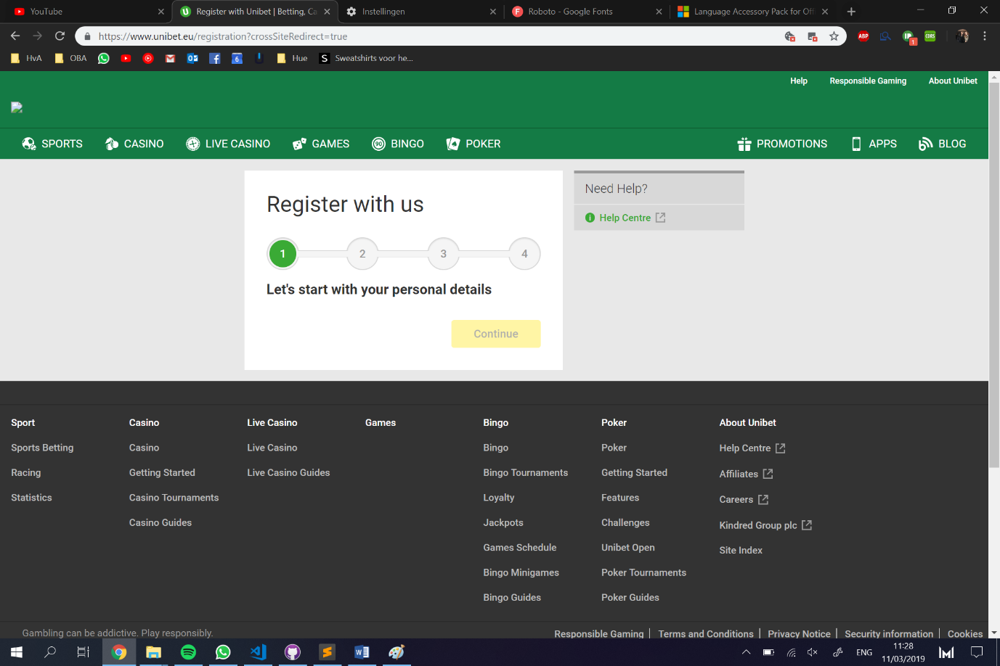 YouTube
Register with Unibet | Betting, Ca
Instellingen
Roboto - Google Fonts
Language Accessory Pack for Off
https://www.unibet.eu/registration?crossSiteRedirect=true
ABP
1
CORS
HvA
OBA
6
Hue
S
Sweatshirts voor he...
Help
Responsible Gaming
About Unibet
SPORTS
CASINO
LIVE CASINO
GAMES
90
BINGO
POKER
PROMOTIONS
APPS
BLOG
Register with us
1
2
3
4
Let's start with your personal details
Continue
Need Help?
Help Centre
Sport
Sports Betting
Racing
Statistics
Casino
Casino
Getting Started
Casino Tournaments
Casino Guides
Live Casino
Live Casino
Live Casino Guides
Games
Bingo
Bingo
Bingo Tournaments
Loyalty
Jackpots
Games Schedule
Bingo Minigames
Bingo Guides
Poker
Poker
Getting Started
Features
Challenges
Unibet Open
Poker Tournaments
Poker Guides
About Unibet
Help Centre
Affiliates
Careers
Kindred Group plc
Site Index
Gambling can be addictive. Play responsibly.
Responsible Gaming | Terms and Conditions | Privacy Notice | Security information | Cookies
ENG
11:28
11/03/2019